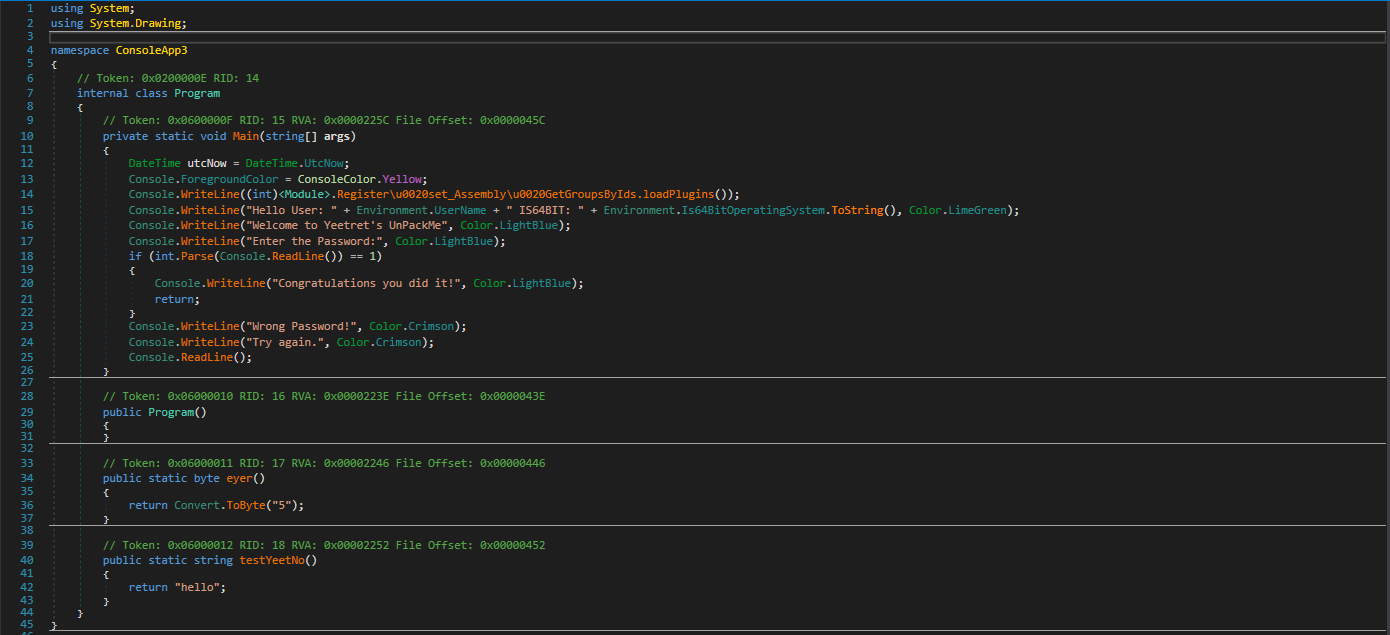 1 using System;
2 using System.Drawing;
3
4 namespace ConsoleApp3
5 {
6 // Token: 0x0200000E RID: 14
7 internal class Program
8 {
9 // Token: 0x0600000F RID: 15 RVA: 0x0000225C File Offset: 0x0000045C
10 private static void Main(string[] args)
11 {
12 DateTime utcNow = DateTime.UtcNow;
13 Console.ForegroundColor = ConsoleColor.Yellow;
14 Console.WriteLine((int)<Module>.Register\u0020set_Assembly\u0020GetGroupsByIds.loadPlugins());
15 Console.WriteLine("Hello User: " + Environment.UserName + " IS64BIT: " + Environment.Is64BitOperatingSystem.ToString(), Color.LimeGreen);
16 Console.WriteLine("Welcome to Yeetret's UnPackMe", Color.LightBlue);
17 Console.WriteLine("Enter the Password:", Color.LightBlue);
18 if (int.Parse(Console.ReadLine()) == 1)
19 {
20 Console.WriteLine("Congratulations you did it!", Color.LightBlue);
21 return;
22 }
23 Console.WriteLine("Wrong Password!", Color.Crimson);
24 Console.WriteLine("Try again.", Color.Crimson);
25 Console.ReadLine();
26 }
27
28 // Token: 0x06000010 RID: 16 RVA: 0x0000223E File Offset: 0x0000043E
29 public Program()
30 {
31 }
32
33 // Token: 0x06000011 RID: 17 RVA: 0x00002246 File Offset: 0x00000446
34 public static byte eyer()
35 {
36 return Convert.ToByte("5");
37 }
38
39 // Token: 0x06000012 RID: 18 RVA: 0x00002252 File Offset: 0x00000452
40 public static string testYeetNo()
41 {
42 return "hello";
43 }
44 }
45 }